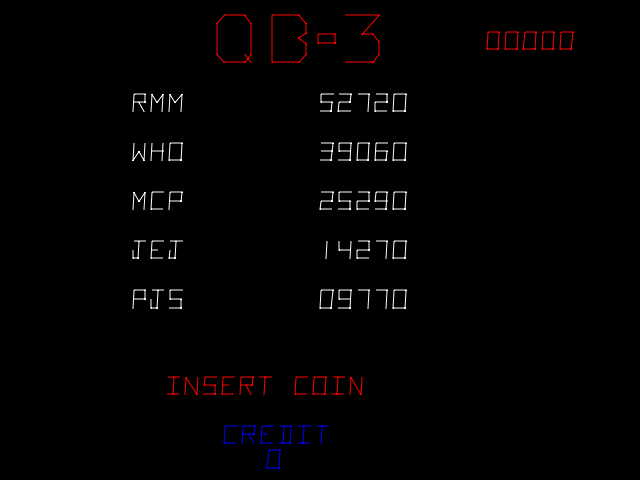 QB-3
00000
RMM 52720
WHO 39060
MCP 25290
JEJ 14270
PJS 09770
INSERT COIN
CREDIT
0